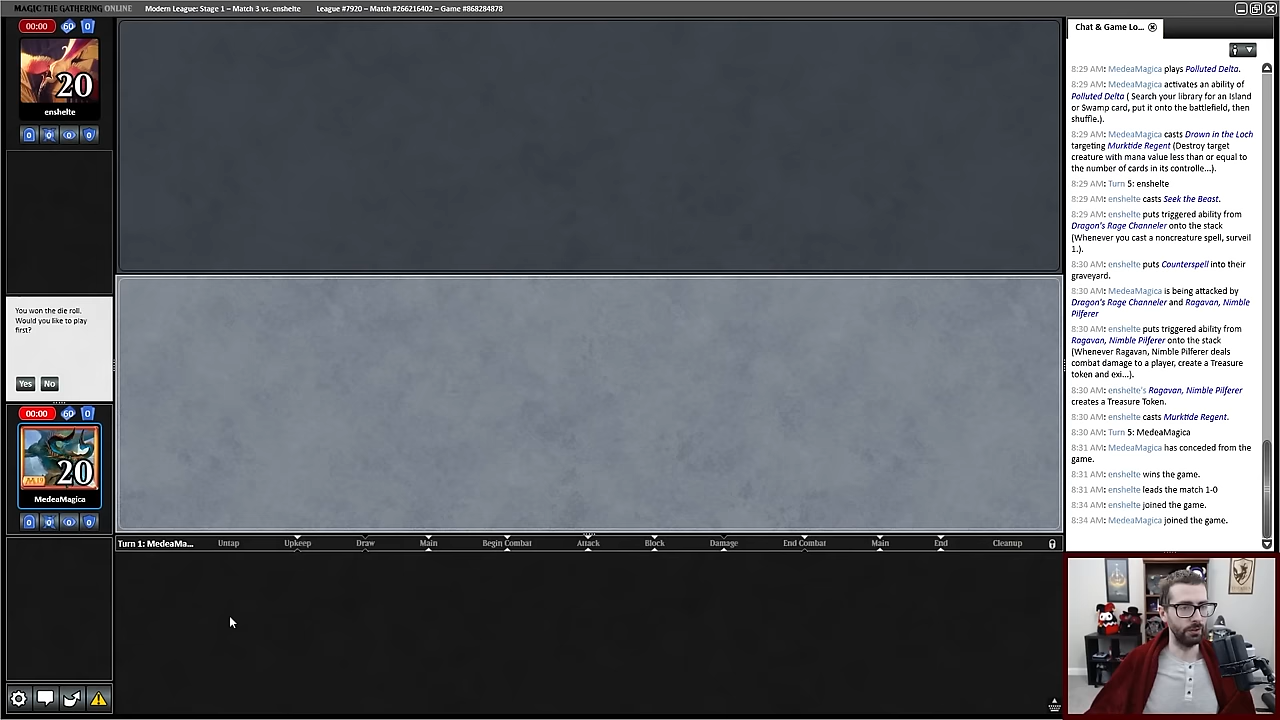 MAGIC THE GATHERING ONLINE Modern League: Stage 1 – Match 3 vs. enshelte League #7920 – Match #266216402 – Game #868284878
00:00 60 0
20
enshelte
0 0 0 0
You won the die roll.
Would you like to play
first?
Yes No
00:00 60 0
M19 20
MedeaMagica
0 0 0 0
Turn 1: MedeaMa... Untap Upkeep Draw Main Begin Combat Attack Block Damage End Combat Main End Cleanup
Chat & Game Lo...
8:29 AM: MedeaMagica plays Polluted Delta.
8:29 AM: MedeaMagica activates an ability of
Polluted Delta ( Search your library for an Island
or Swamp card, put it onto the battlefield, then
shuffle.).
8:29 AM: MedeaMagica casts Drown in the Loch
targeting Murktide Regent (Destroy target
creature with mana value less than or equal to
the number of cards in its controlle...).
8:29 AM: Turn 5: enshelte
8:29 AM: enshelte casts Seek the Beast.
8:29 AM: enshelte puts triggered ability from
Dragon's Rage Channeler onto the stack
(Whenever you cast a noncreature spell, surveil
1.).
8:30 AM: enshelte puts Counterspell into their
graveyard.
8:30 AM: MedeaMagica is being attacked by
Dragon's Rage Channeler and Ragavan, Nimble
Pilferer
8:30 AM: enshelte puts triggered ability from
Ragavan, Nimble Pilferer onto the stack
(Whenever Ragavan, Nimble Pilferer deals
combat damage to a player, create a Treasure
token and exi...).
8:30 AM: enshelte's Ragavan, Nimble Pilferer
creates a Treasure Token.
8:30 AM: enshelte casts Murktide Regent.
8:30 AM: Turn 5: MedeaMagica
8:31 AM: MedeaMagica has conceded from the
game.
8:31 AM: enshelte wins the game.
8:31 AM: enshelte leads the match 1-0
8:34 AM: enshelte joined the game.
8:34 AM: MedeaMagica joined the game.